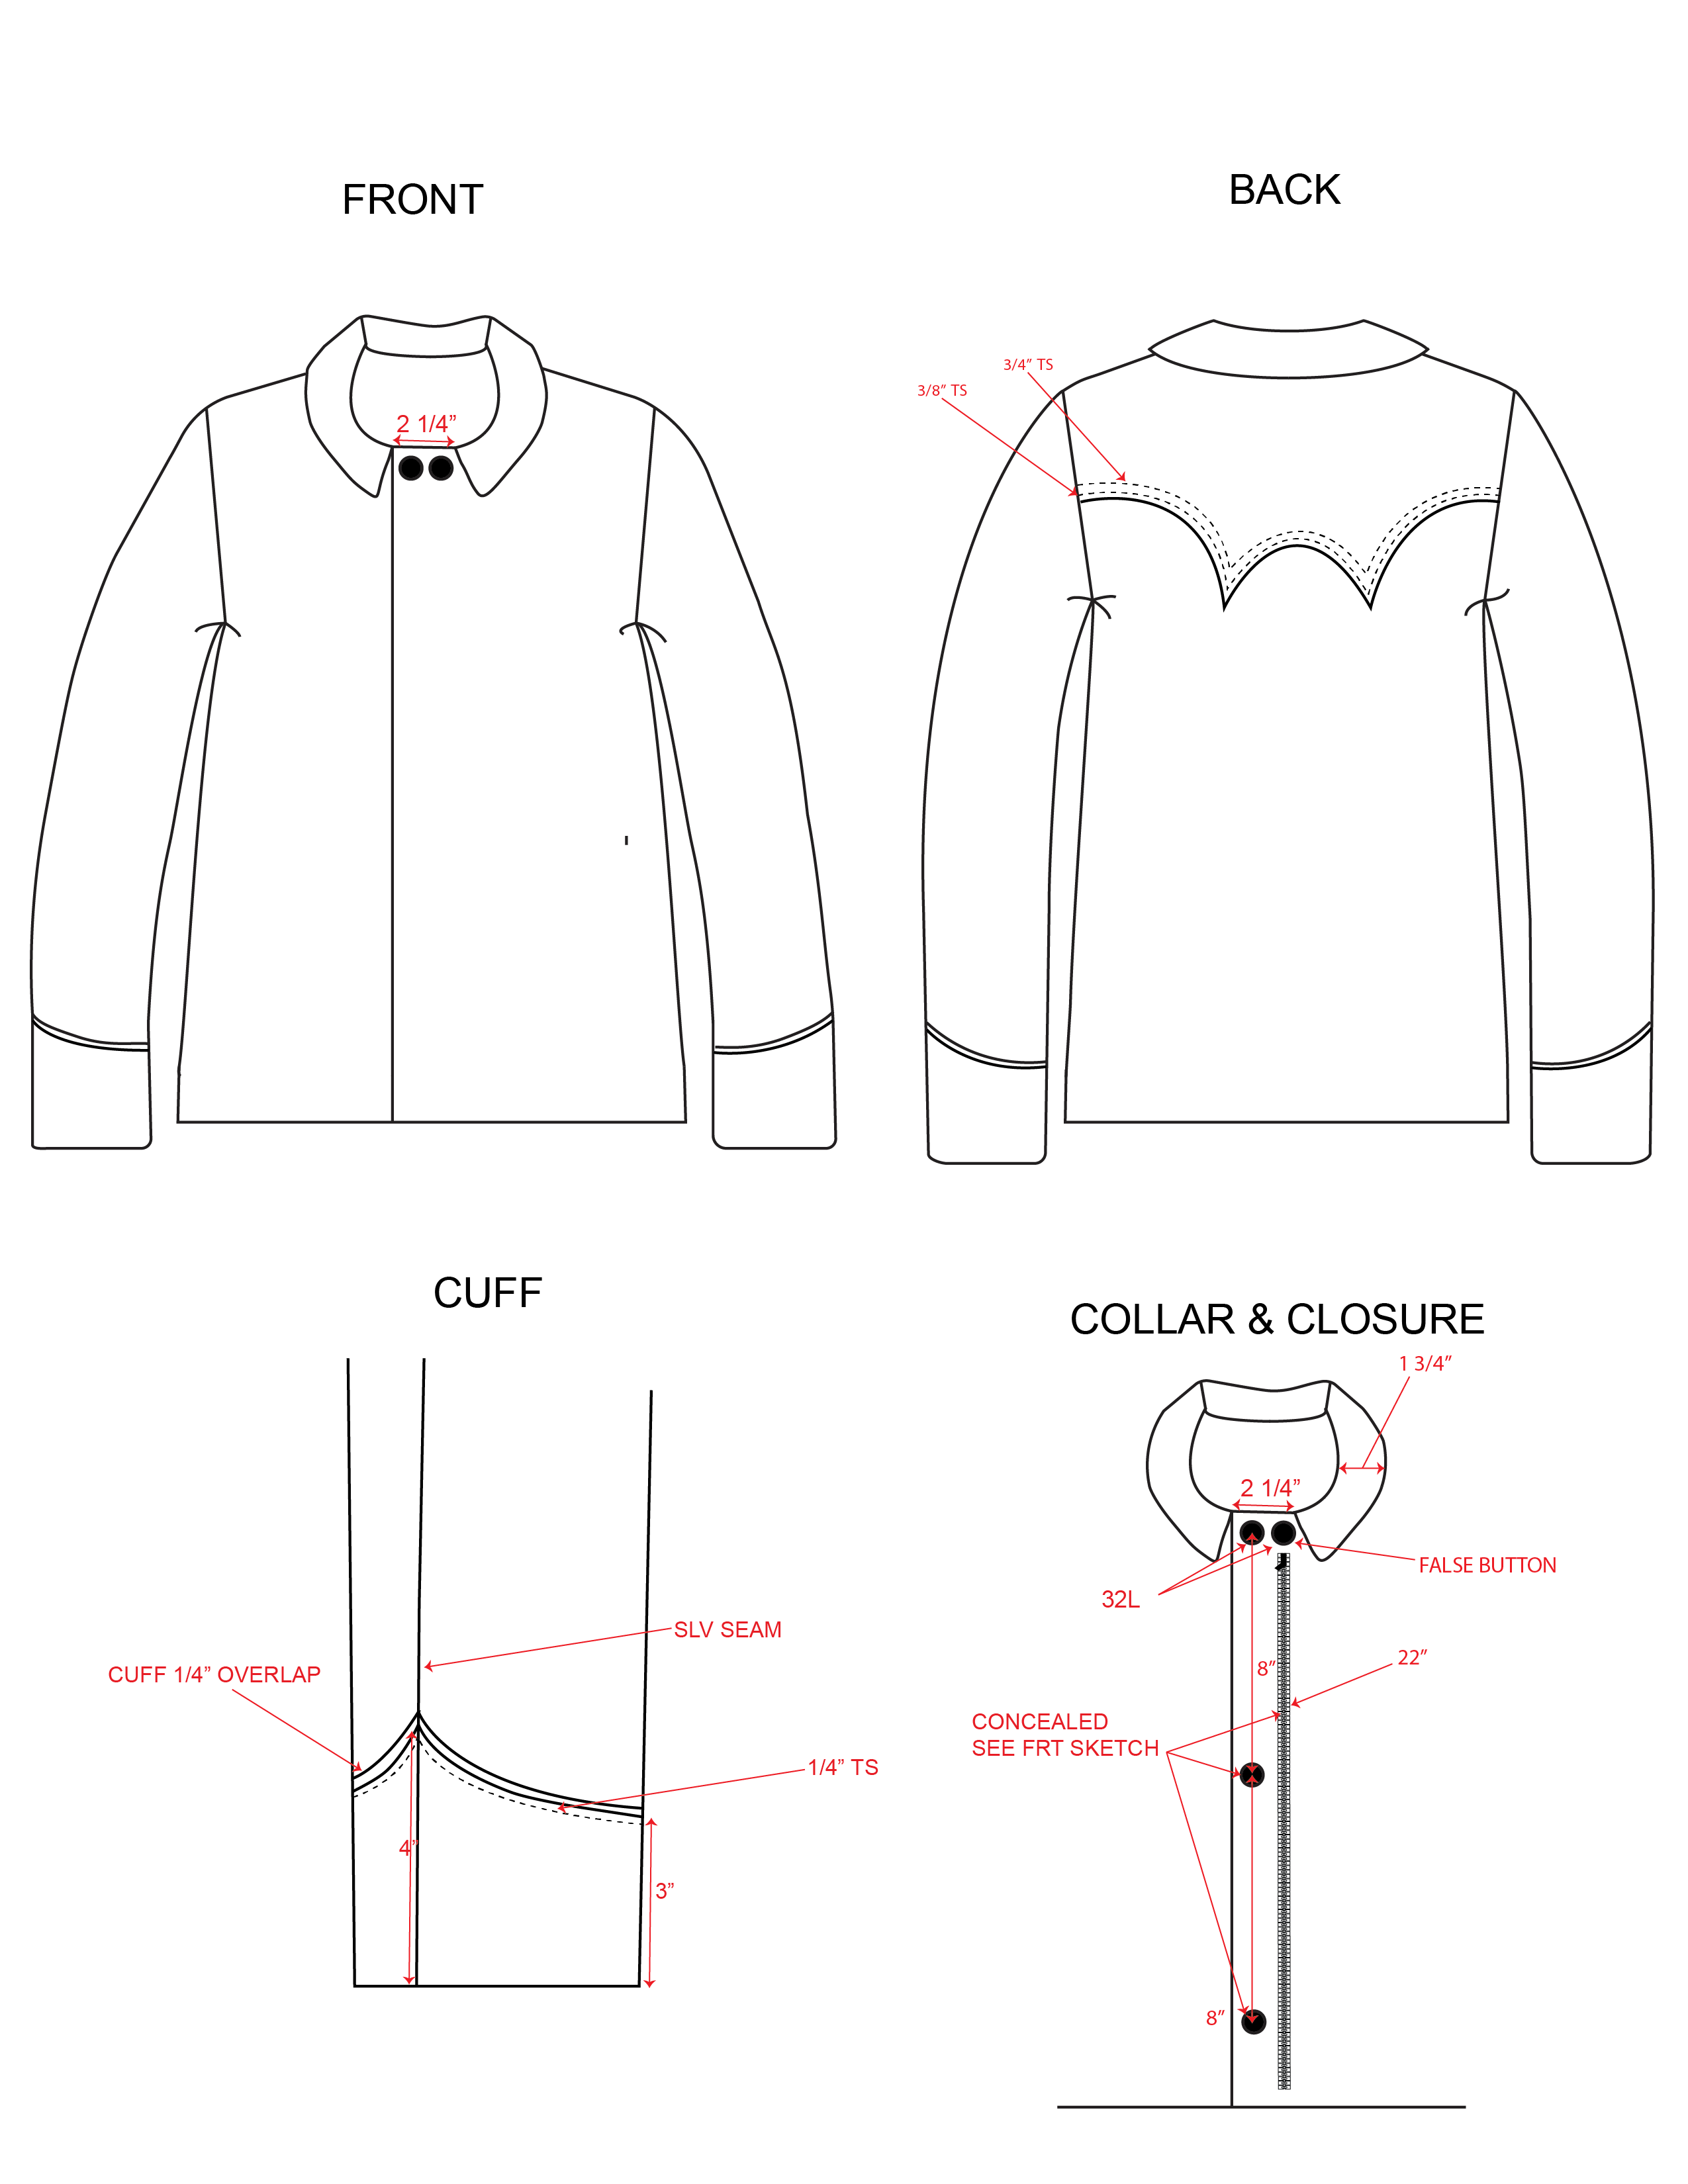 FRONT
BACK
3/4” TS
3/8” TS
2 1/4”
CUFF
COLLAR & CLOSURE
1 3/4”
2 1/4”
FALSE BUTTON
32L
SLV SEAM
8”
22”
CUFF 1/4” OVERLAP
CONCEALED
SEE FRT SKETCH
1/4” TS
4”
3”
8”